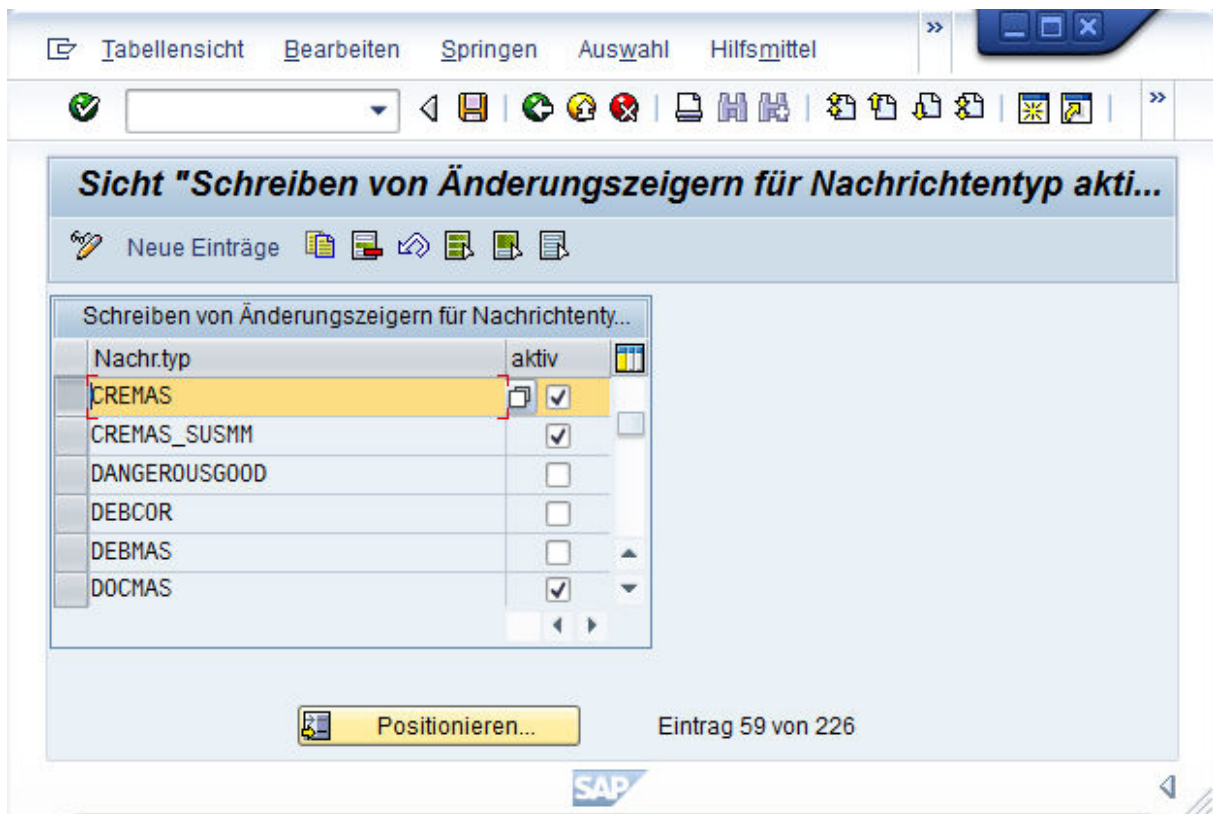 Tabellensicht Bearbeiten Springen Auswahl Hilfsmittel
Sicht "Schreiben von Änderungszeigern für Nachrichtentyp akti...
Neue Einträge
Schreiben von Änderungszeigern für Nachrichtenty...
Nachr.typ aktiv
CREMAS
CREMAS_SUSMM
DANGEROUSGOOD
DEBCOR
DEBMAS
DOCMAS
Positionieren... Eintrag 59 von 226
SAP